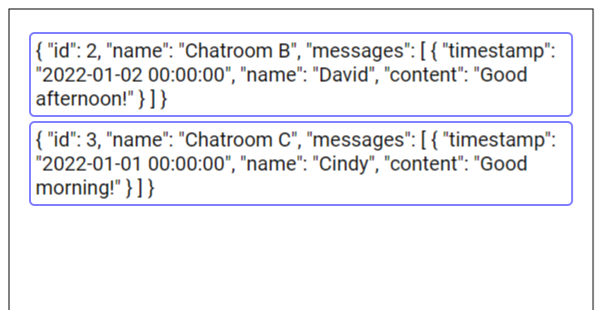 { "id": 2, "name": "Chatroom B", "messages": [ { "timestamp":
"2022-01-02 00:00:00", "name": "David", "content": "Good
afternoon!" } ] }
{ "id": 3, "name": "Chatroom C", "messages": [ { "timestamp":
"2022-01-01 00:00:00", "name": "Cindy", "content": "Good
morning!" } ] }